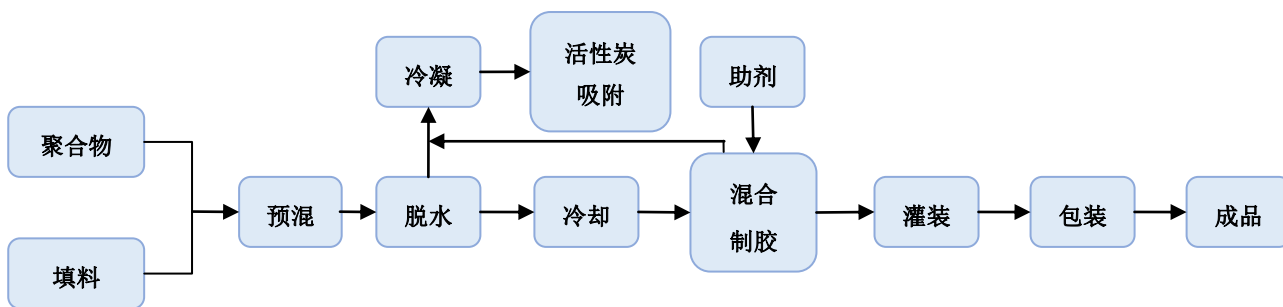 冷凝
活性炭
吸附
助剂
聚合物
预混
脱水
冷却
混合
制胶
灌装
包装
成品
填料